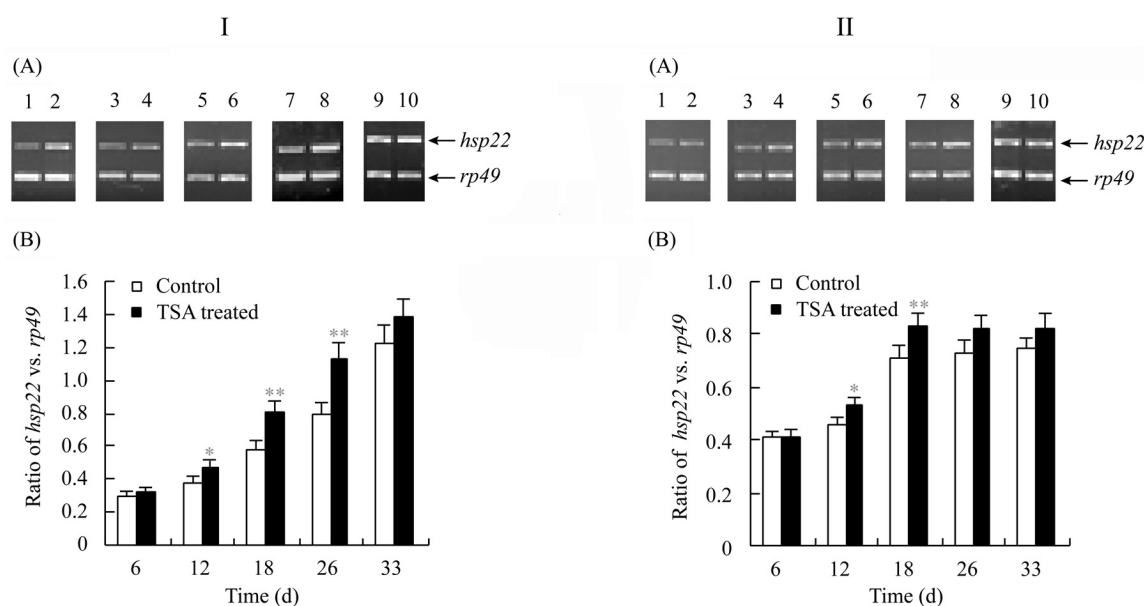 I
II
(A)
1 2 3 4 5 6 7 8 9 10
hsp22
rp49
(A)
1 2 3 4 5 6 7 8 9 10
hsp22
rp49
(B)
Ratio of hsp22 vs. rp49
1.6
1.4
1.2
1.0
0.8
0.6
0.4
0.2
0
Control
TSA treated
*
**
**
6 12 18 26 33
Time (d)
(B)
Ratio of hsp22 vs. rp49
1.0
0.8
0.6
0.4
0.2
0
Control
TSA treated
*
**
6 12 18 26 33
Time (d)